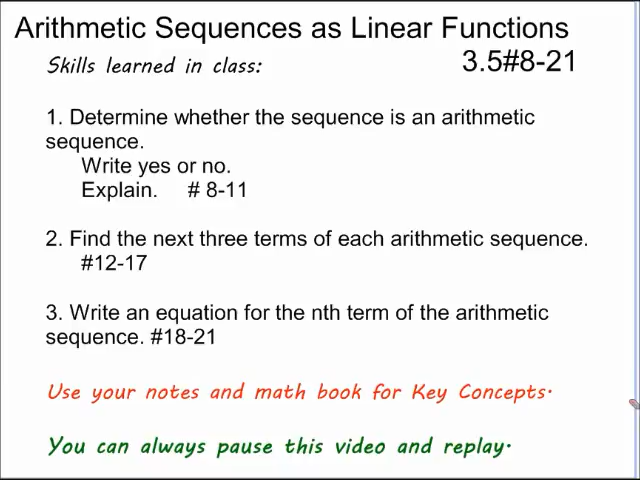 Arithmetic Sequences as Linear Functions
Skills learned in class:
3.5#8-21
1. Determine whether the sequence is an arithmetic
sequence.
Write yes or no.
Explain. # 8-11
2. Find the next three terms of each arithmetic sequence.
#12-17
3. Write an equation for the nth term of the arithmetic
sequence. #18-21
Use your notes and math book for Key Concepts.
You can always pause this video and replay.